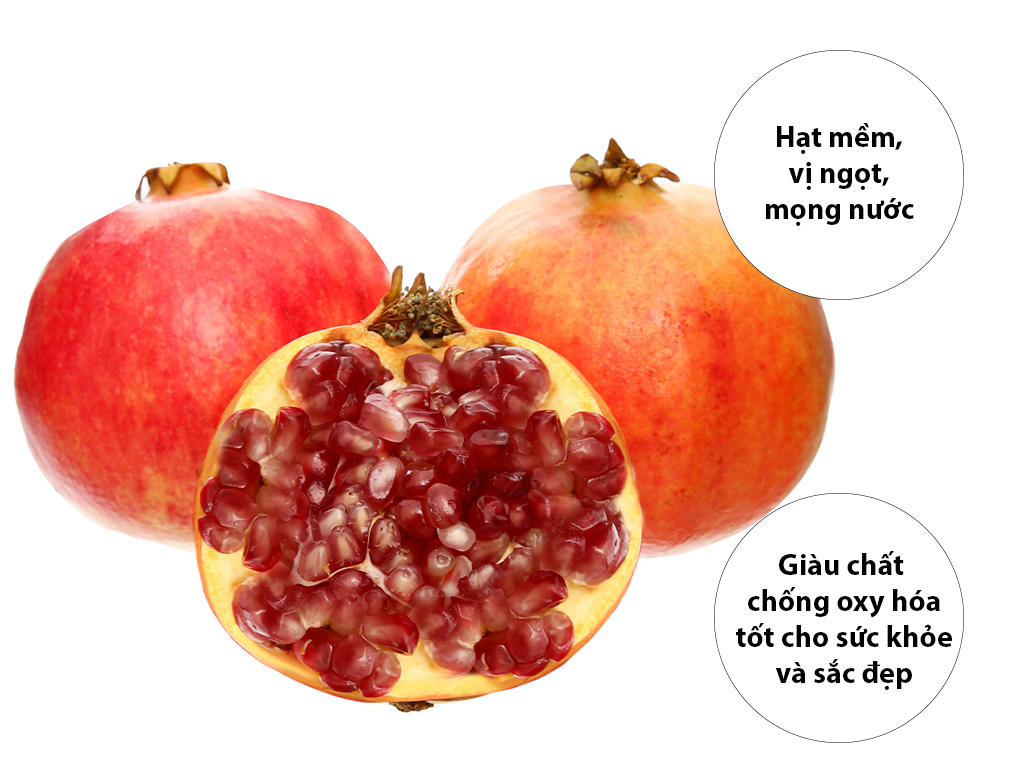 Hạt mềm,
vị ngọt,
mọng nước
Giàu chất
chống oxy hóa
tốt cho sức khỏe
và sắc đẹp